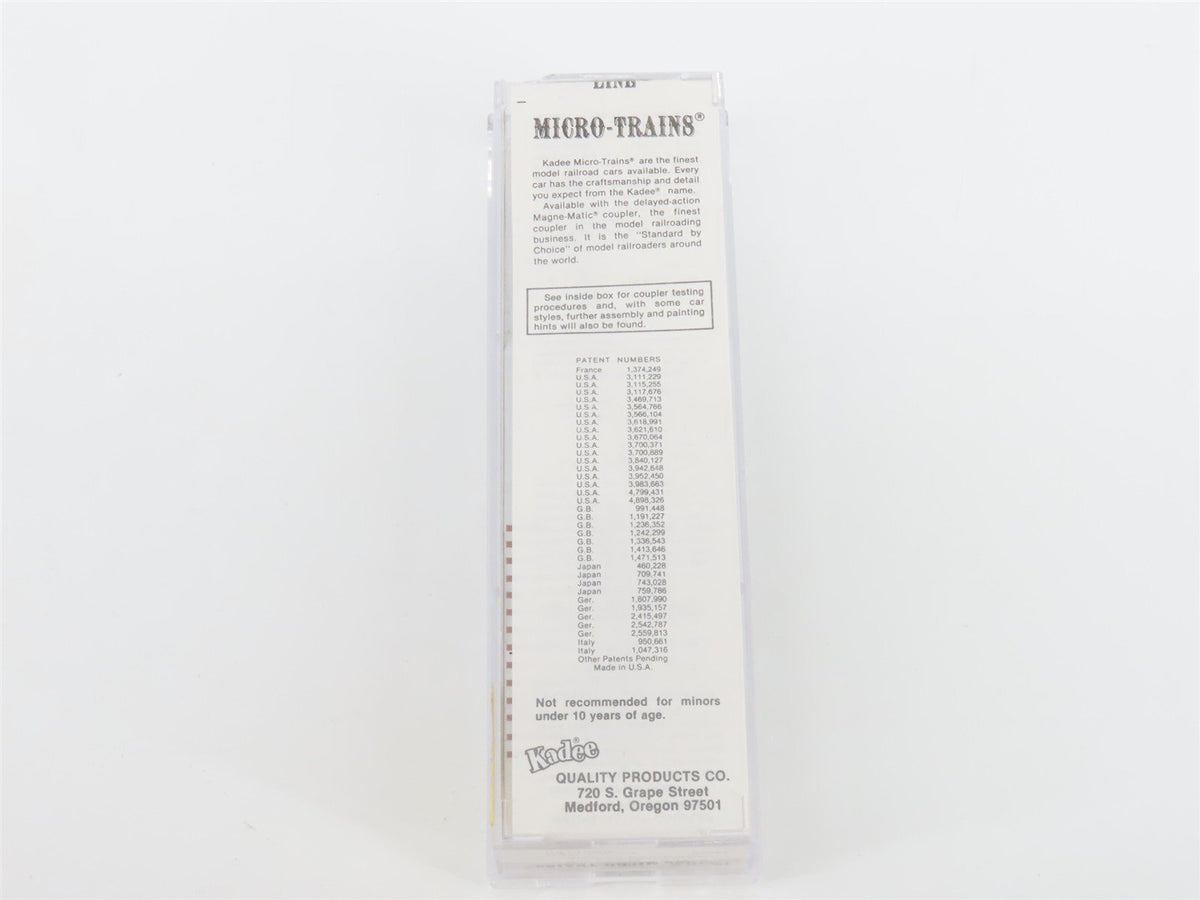 LINE
MICRO-TRAINS®
Kadee Micro-Trains® are the finest
model railroad cars available. Every
car has the craftsmanship and detail
you expect from the Kadee® name.
Available with the delayed-action
Magne-Matic® coupler, the finest
coupler in the model railroading
business. It is the "Standard by
Choice" of model railroaders around
the world.
See inside box for coupler testing
procedures and, with some car
styles, further assembly and painting
hints will also be found.
PATENT NUMBERS
France 1,374,249
U.S.A. 3,111,229
U.S.A. 3,115,255
U.S.A. 3,117,676
U.S.A. 3,469,713
U.S.A. 3,564,766
U.S.A. 3,566,104
U.S.A. 3,618,991
U.S.A. 3,621,610
U.S.A. 3,670,064
U.S.A. 3,700,371
U.S.A. 3,700,889
U.S.A. 3,840,127
U.S.A. 3,942,648
U.S.A. 3,952,450
U.S.A. 3,983,663
U.S.A. 4,799,431
U.S.A. 4,898,326
G.B. 991,448
G.B. 1,191,227
G.B. 1,238,352
G.B. 1,242,299
G.B. 1,336,543
G.B. 1,413,646
G.B. 1,471,513
Japan 460,228
Japan 709,741
Japan 743,028
Japan 759,786
Ger. 1,807,990
Ger. 1,935,157
Ger. 2,415,497
Ger. 2,542,787
Ger. 2,559,813
Italy 950,661
Italy 1,047,316
Other Patents Pending
Made in U.S.A.
Not recommended for minors
under 10 years of age.
Kadee®
QUALITY PRODUCTS CO.
720 S. Grape Street
Medford, Oregon 97501